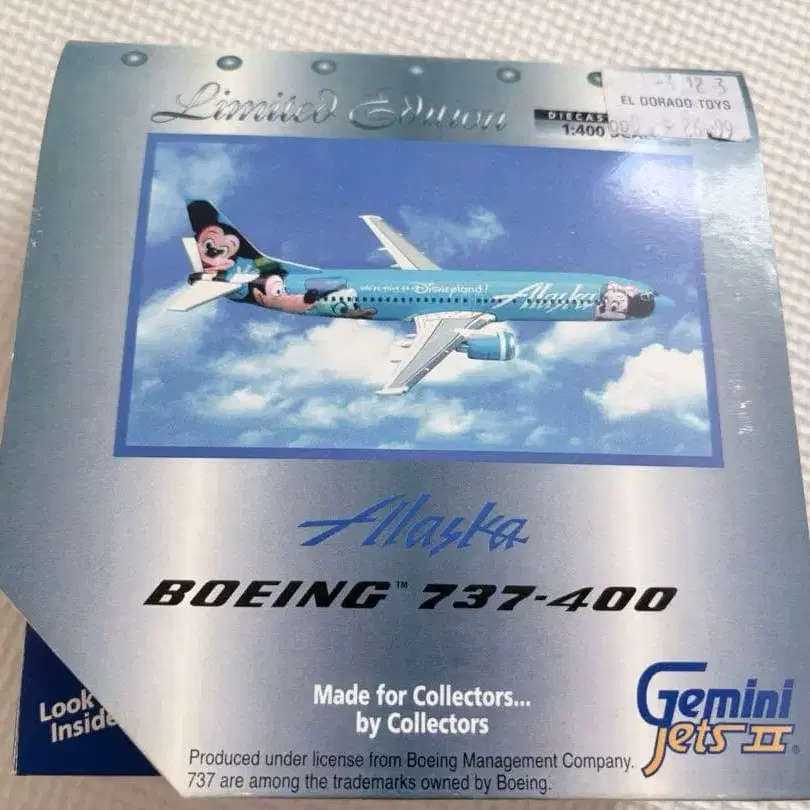 Limited Edition
DIECAS
1:400
EL DORADO TOYS
Disneyland!
Alaska
Alaska
BOEING™ 737-400
Look
Inside
Made for Collectors...
by Collectors
Gemini
Jets II®
Produced under license from Boeing Management Company.
737 are among the trademarks owned by Boeing.